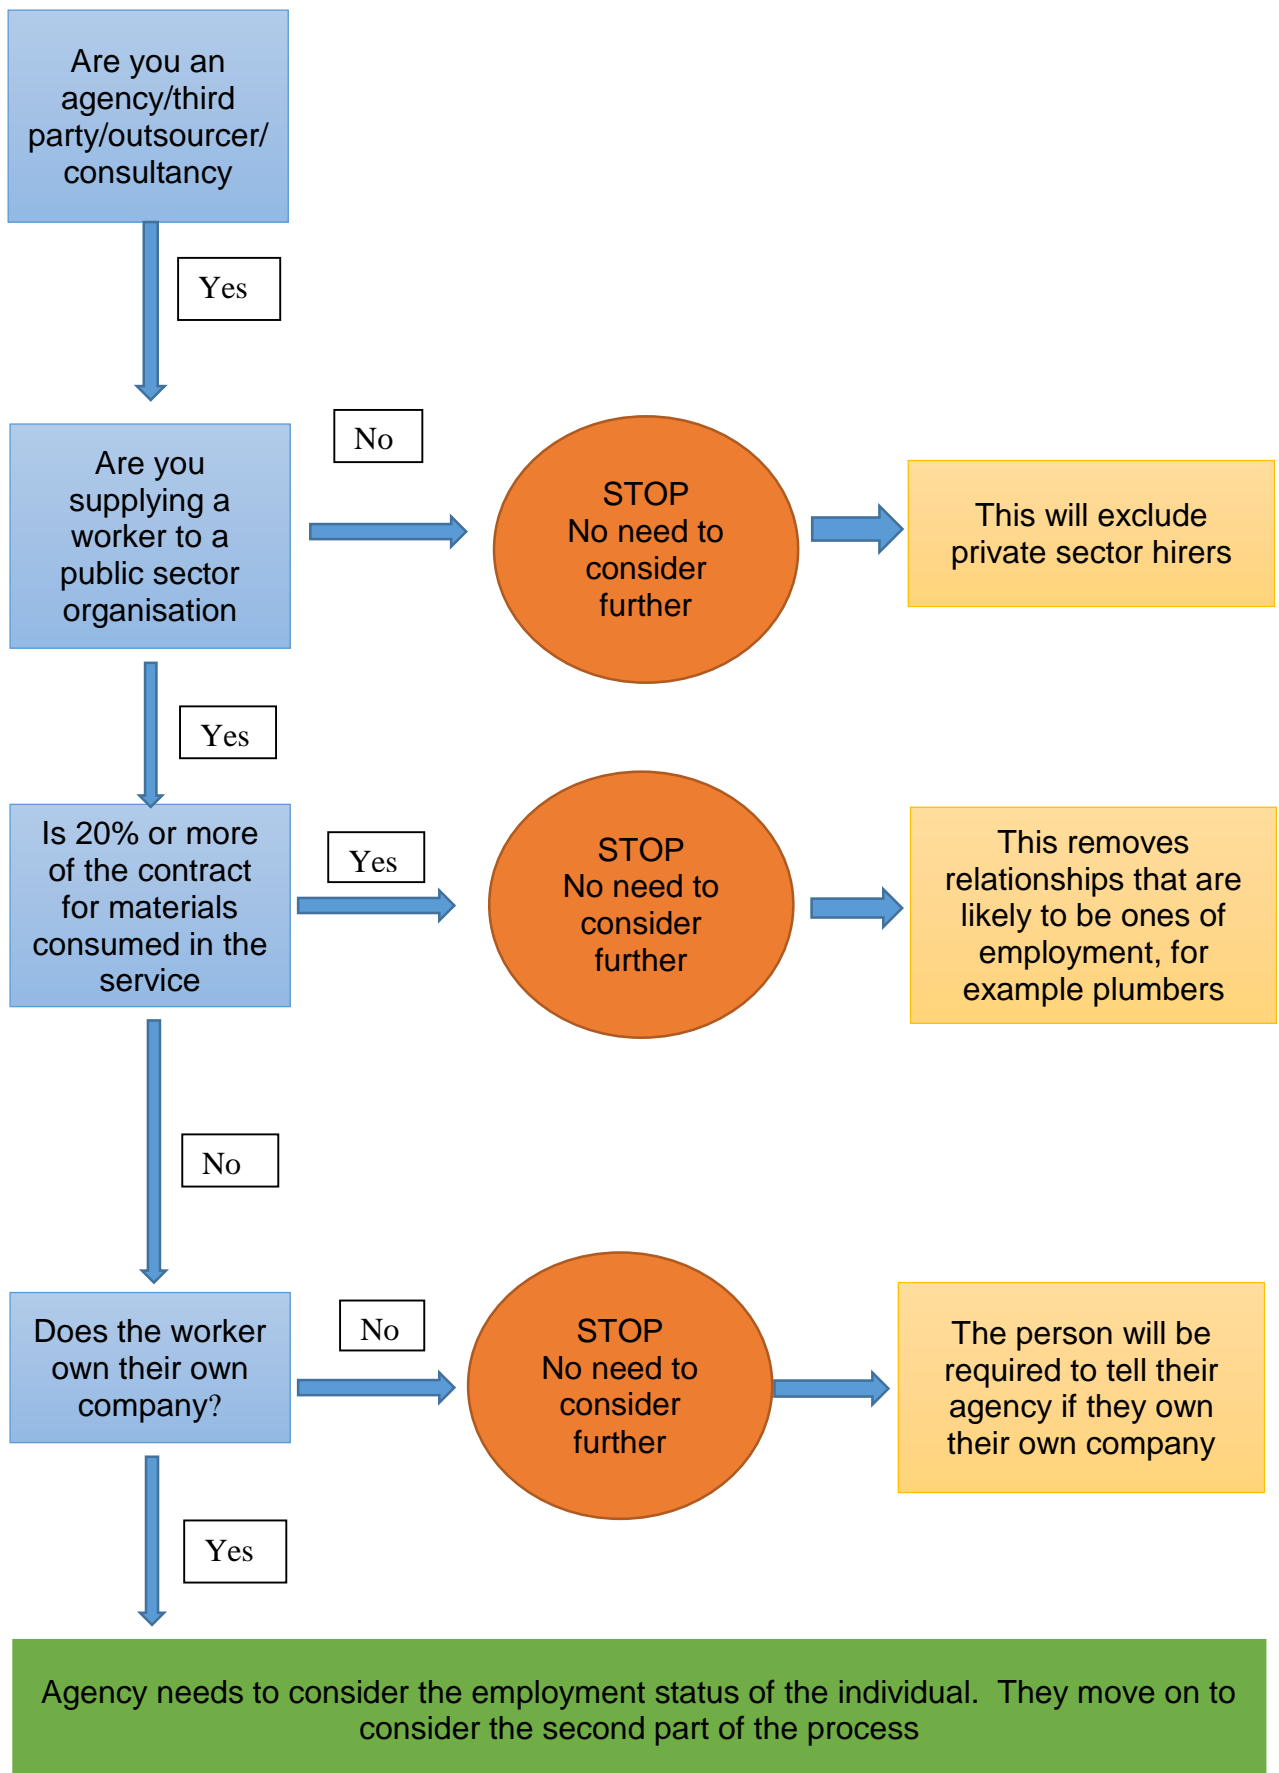 Are you an
agency/third
party/outsourcer/
consultancy
Yes
Are you
supplying a
worker to a
public sector
organisation
No
STOP
No need to
consider
further
This will exclude
private sector hirers
Yes
Is 20% or more
of the contract
for materials
consumed in the
service
Yes
STOP
No need to
consider
further
This removes
relationships that are
likely to be ones of
employment, for
example plumbers
No
Does the worker
own their own
company?
No
STOP
No need to
consider
further
The person will be
required to tell their
agency if they own
their own company
Yes
Agency needs to consider the employment status of the individual.  They move on to
consider the second part of the process